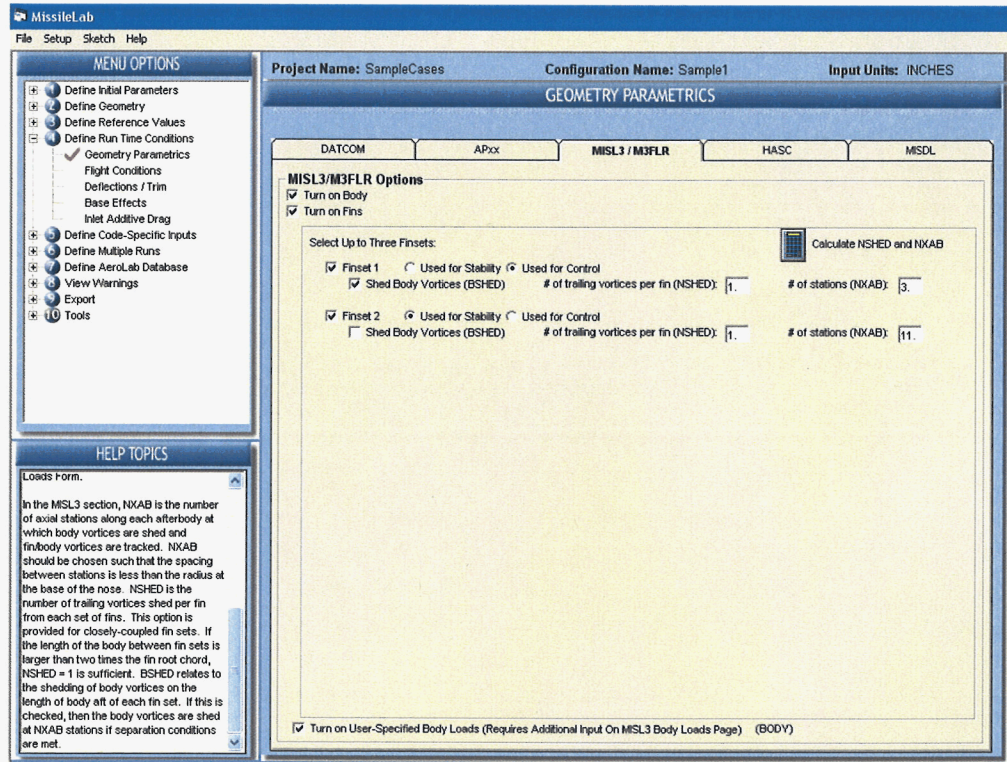 MissileLab
File Setup Sketch Help
MENU OPTIONS
1 Define Initial Parameters
2 Define Geometry
3 Define Reference Values
4 Define Run Time Conditions
Geometry Parametrics
Flight Conditions
Deflections / Trim
Base Effects
Inlet Additive Drag
5 Define Code-Specific Inputs
6 Define Multiple Runs
7 Define AeroLab Database
8 View Warnings
9 Export
10 Tools
HELP TOPICS
Loads Form.
In the MISL3 section, NXAB is the number
of axial stations along each afterbody at
which body vortices are shed and
fin/body vortices are tracked. NXAB
should be chosen such that the spacing
between stations is less than the radius at
the base of the nose. NSHED is the
number of trailing vortices shed per fin
from each set of fins. This option is
provided for closely-coupled fin sets. If
the length of the body between fin sets is
larger than two times the fin root chord,
NSHED = 1 is sufficient. BSHED relates to
the shedding of body vortices on the
length of body aft of each fin set. If this is
checked, then the body vortices are shed
at NXAB stations if separation conditions
are met.
Project Name: SampleCases Configuration Name: Sample1 Input Units: INCHES
GEOMETRY PARAMETRICS
DATCOM APxx MISL3 / M3FLR HASC MISDL
MISL3/M3FLR Options
Turn on Body
Turn on Fins
Select Up to Three Finsets: Calculate NSHED and NXAB
Finset 1 Used for Stability Used for Control
Shed Body Vortices (BSHED) # of trailing vortices per fin (NSHED): 1. # of stations (NXAB): 3.
Finset 2 Used for Stability Used for Control
Shed Body Vortices (BSHED) # of trailing vortices per fin (NSHED): 1. # of stations (NXAB): 11.
Turn on User-Specified Body Loads (Requires Additional Input On MISL3 Body Loads Page) (BODY)